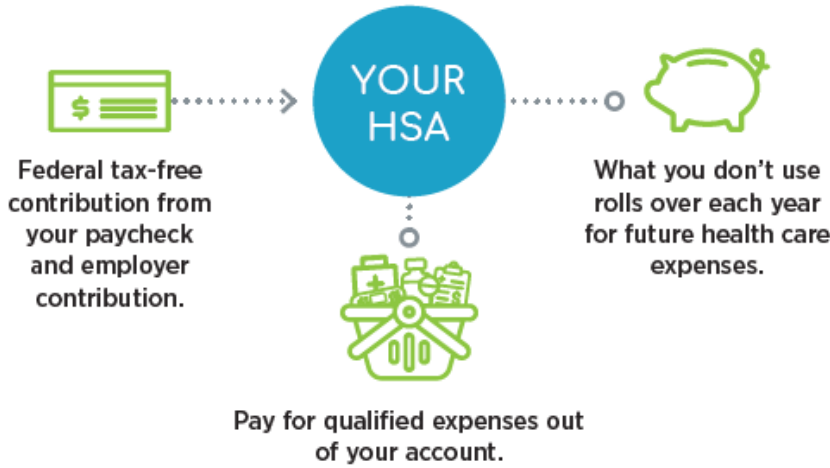 YOUR
HSA
$
Federal tax-free
contribution from
your paycheck
and employer
contribution.
What you don’t use
rolls over each year
for future health care
expenses.
$
Pay for qualified expenses out
of your account.